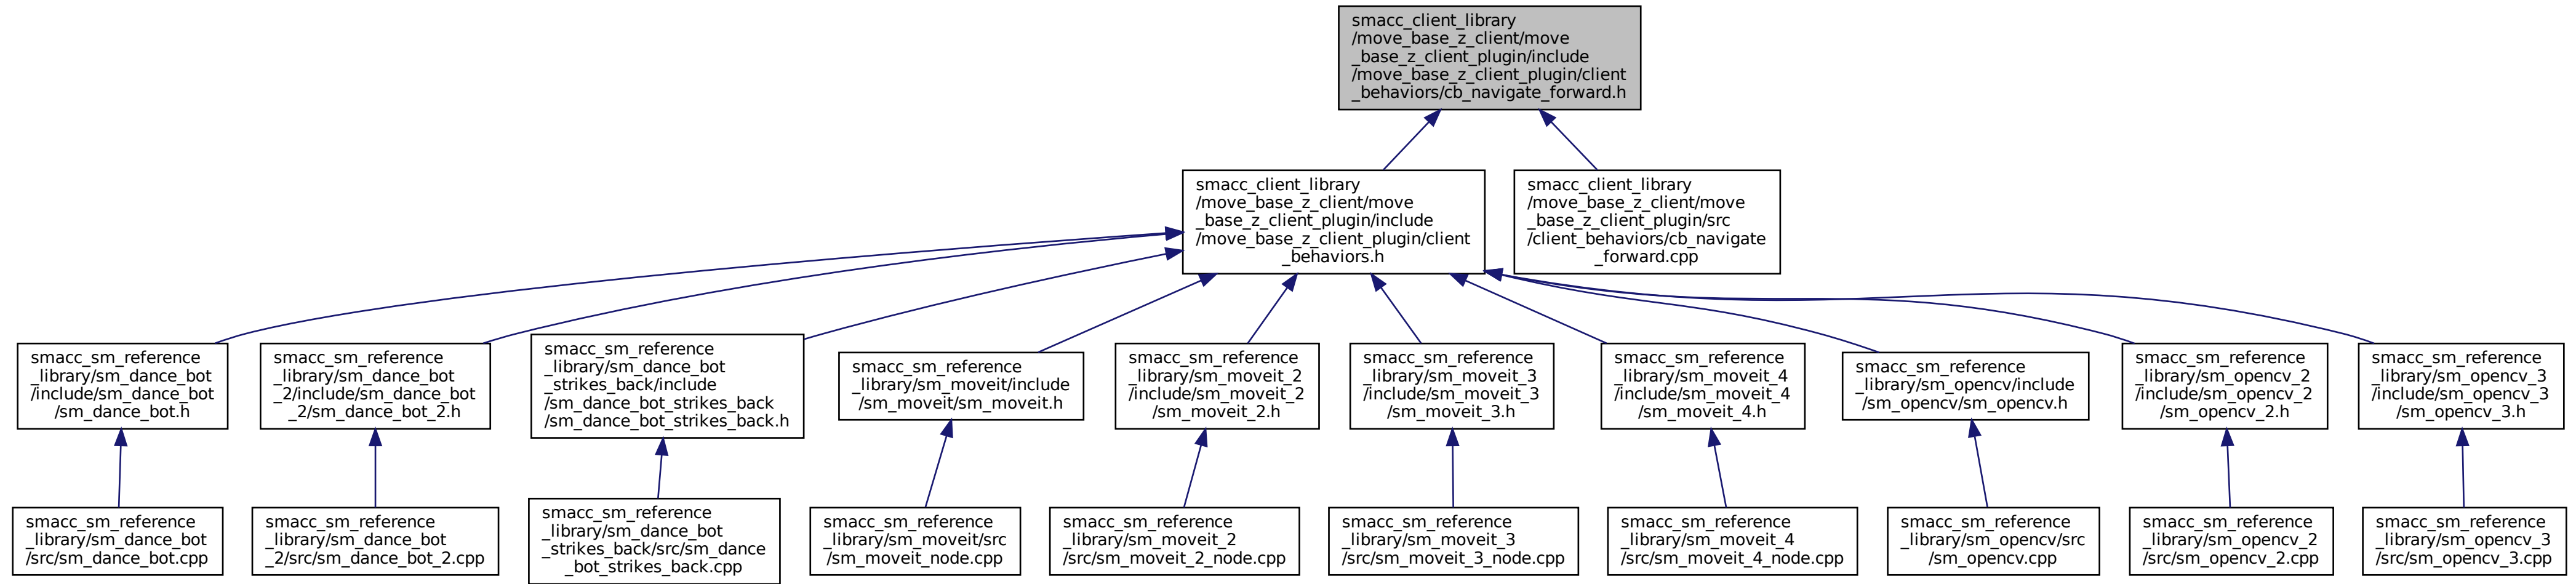 smacc_client_library
/move_base_z_client/move
_base_z_client_plugin/include
/move_base_z_client_plugin/client
_behaviors/cb_navigate_forward.h
smacc_client_library
/move_base_z_client/move
_base_z_client_plugin/include
/move_base_z_client_plugin/client
_behaviors.h
smacc_client_library
/move_base_z_client/move
_base_z_client_plugin/src
/client_behaviors/cb_navigate
_forward.cpp
smacc_sm_reference
_library/sm_dance_bot
/include/sm_dance_bot
/sm_dance_bot.h
smacc_sm_reference
_library/sm_dance_bot
_2/include/sm_dance_bot
_2/sm_dance_bot_2.h
smacc_sm_reference
_library/sm_dance_bot
_strikes_back/include
/sm_dance_bot_strikes_back
/sm_dance_bot_strikes_back.h
smacc_sm_reference
_library/sm_moveit/include
/sm_moveit/sm_moveit.h
smacc_sm_reference
_library/sm_moveit_2
/include/sm_moveit_2
/sm_moveit_2.h
smacc_sm_reference
_library/sm_moveit_3
/include/sm_moveit_3
/sm_moveit_3.h
smacc_sm_reference
_library/sm_moveit_4
/include/sm_moveit_4
/sm_moveit_4.h
smacc_sm_reference
_library/sm_opencv/include
/sm_opencv/sm_opencv.h
smacc_sm_reference
_library/sm_opencv_2
/include/sm_opencv_2
/sm_opencv_2.h
smacc_sm_reference
_library/sm_opencv_3
/include/sm_opencv_3
/sm_opencv_3.h
smacc_sm_reference
_library/sm_dance_bot
/src/sm_dance_bot.cpp
smacc_sm_reference
_library/sm_dance_bot
_2/src/sm_dance_bot_2.cpp
smacc_sm_reference
_library/sm_dance_bot
_strikes_back/src/sm_dance
_bot_strikes_back.cpp
smacc_sm_reference
_library/sm_moveit/src
/sm_moveit_node.cpp
smacc_sm_reference
_library/sm_moveit_2
/src/sm_moveit_2_node.cpp
smacc_sm_reference
_library/sm_moveit_3
/src/sm_moveit_3_node.cpp
smacc_sm_reference
_library/sm_moveit_4
/src/sm_moveit_4_node.cpp
smacc_sm_reference
_library/sm_opencv/src
/sm_opencv.cpp
smacc_sm_reference
_library/sm_opencv_2
/src/sm_opencv_2.cpp
smacc_sm_reference
_library/sm_opencv_3
/src/sm_opencv_3.cpp